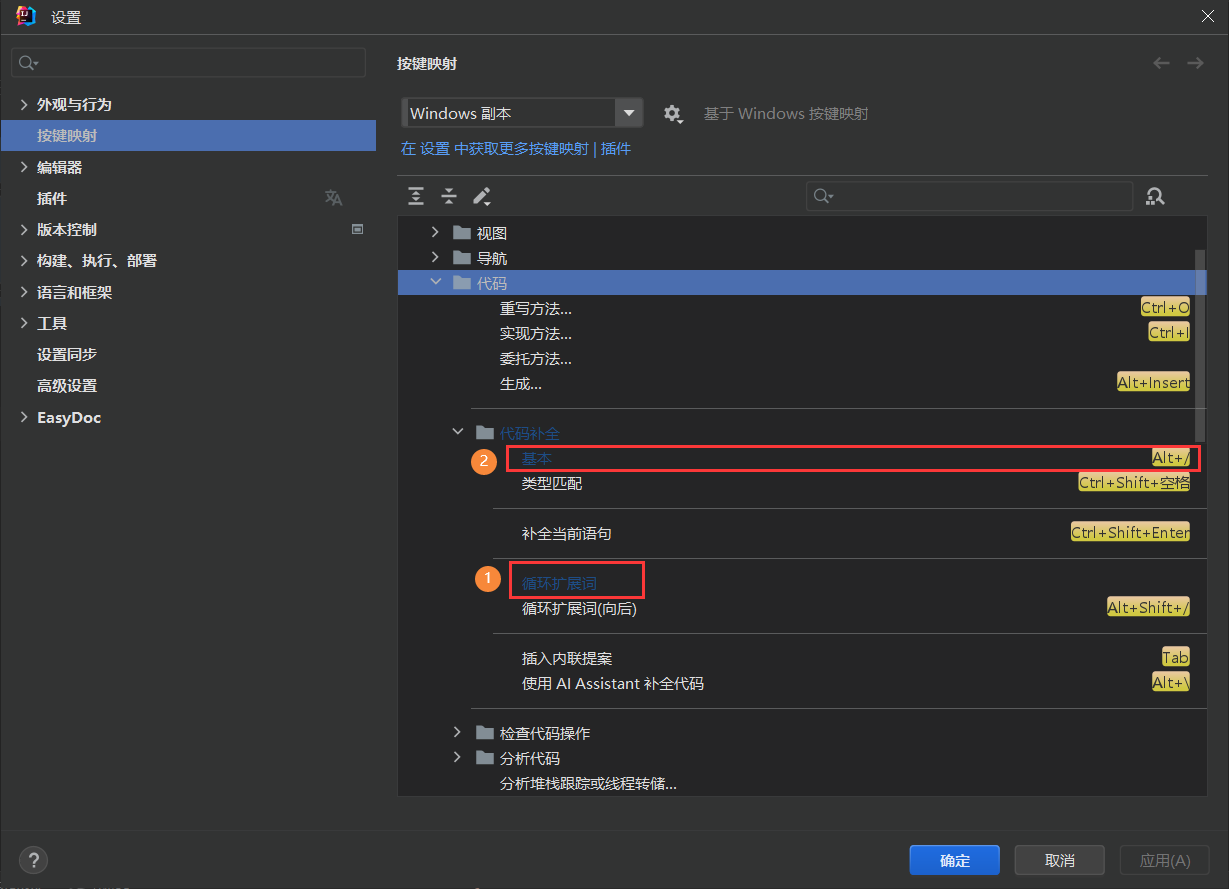 设置
按键映射
外观与行为
Windows 副本
基于 Windows 按键映射
按键映射
在 设置 中获取更多按键映射 | 插件
编辑器
插件
版本控制
视图
构建、执行、部署
导航
代码
语言和框架
重写方法... Ctrl+O
工具
实现方法... Ctrl+I
设置同步
委托方法...
高级设置
生成... Alt+Insert
EasyDoc
代码补全
2 基本 Alt+/
类型匹配 Ctrl+Shift+空格
补全当前语句 Ctrl+Shift+Enter
1 循环扩展词
循环扩展词(向后) Alt+Shift+/
插入内联提案 Tab
使用 AI Assistant 补全代码 Alt+\
检查代码操作
分析代码
分析堆栈跟踪或线程转储...
? 确定 取消 应用(A)